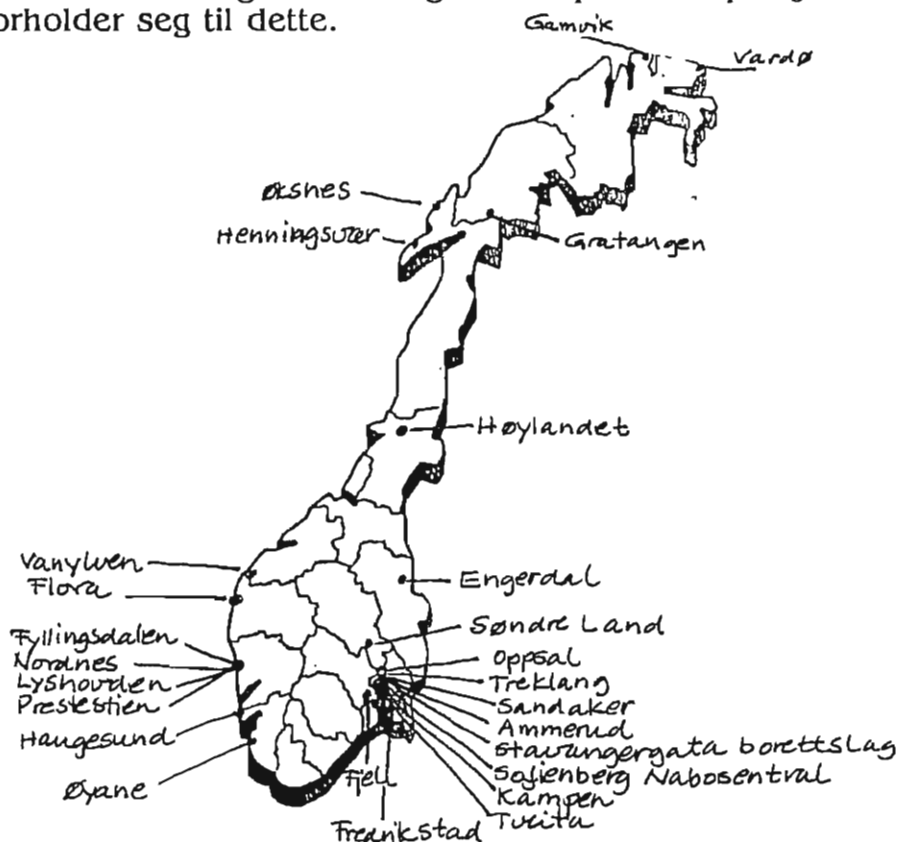 orholder seg til dette.
Gamvik
Vardø
Øksnes
Henningsvær
Gratangen
Høylandet
Vanylven
Flora
Engerdal
Søndre Land
Fyllingsdalen
Nordnes
Lyshovden
Prestestien
Oppsal
Treklang
Sandaker
Ammerud
Stavangergata borettslag
Sofienberg Nabosentral
Kampen
Tveita
Haugesund
Øyane
Fjell
Fredrikstad